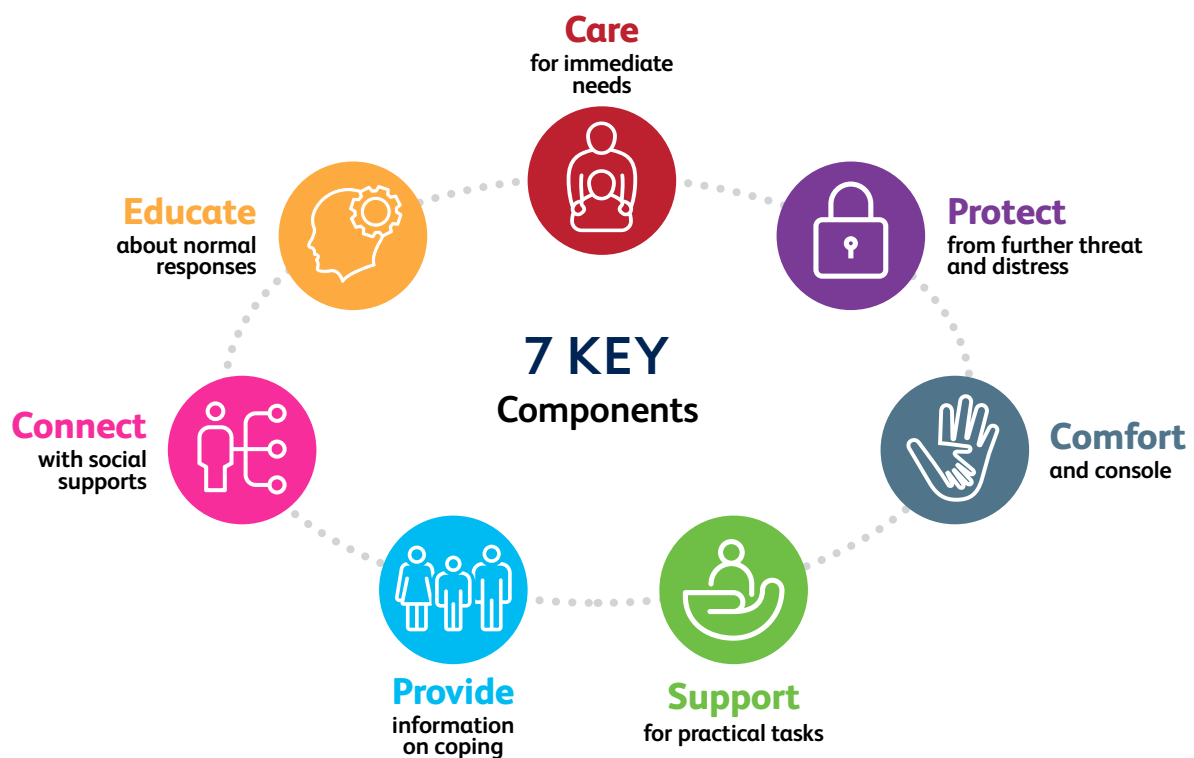 Care
for immediate
needs
Protect
from further threat
and distress
Comfort
and console
Support
for practical tasks
Provide
information
on coping
Connect
with social
supports
Educate
about normal
responses
7 KEY
Components